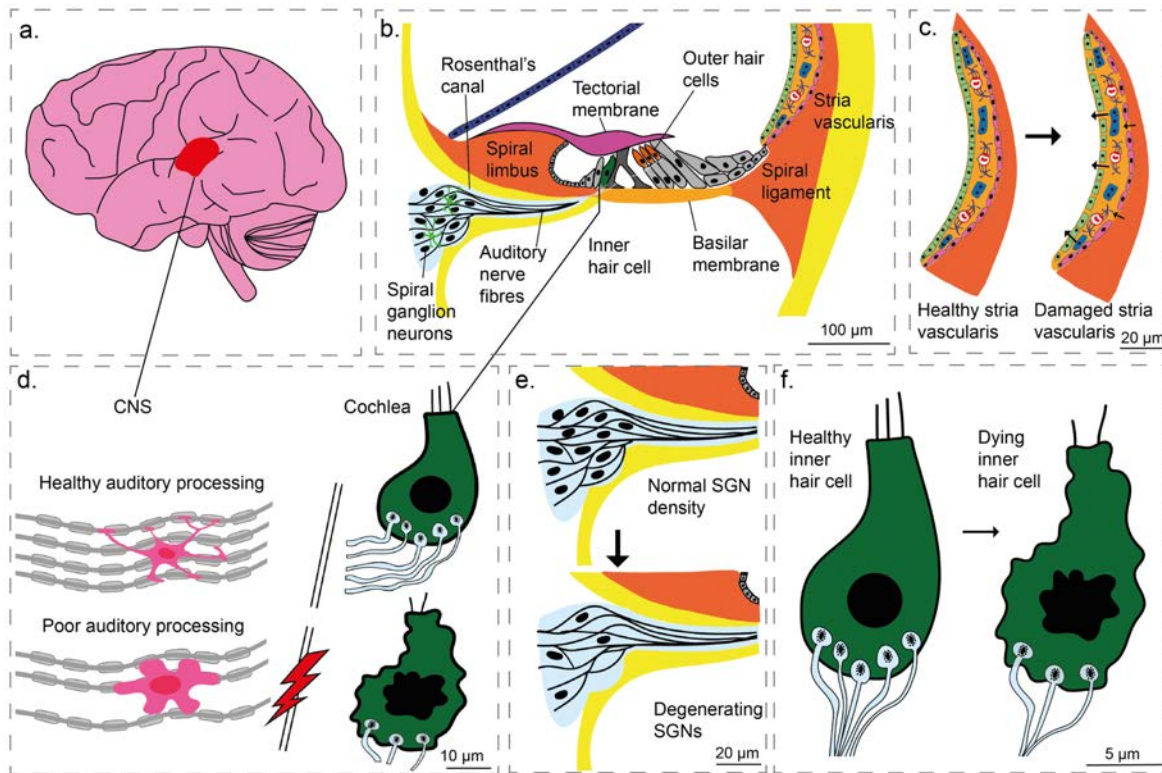 a.
b.
Rosenthal's
canal
Tectorial
membrane
Outer hair
cells
Stria
vascularis
Spiral
limbus
Spiral
ligament
Auditory
nerve
fibres
Inner
hair cell
Basilar
membrane
Spiral
ganglion
neurons
100 µm
c.
Healthy stria
vascularis
Damaged stria
vascularis
20 µm
d.
CNS
Cochlea
Healthy auditory processing
Poor auditory processing
10 µm
e.
Normal SGN
density
Degenerating
SGNs
20 µm
f.
Healthy
inner
hair cell
Dying
inner
hair cell
5 µm